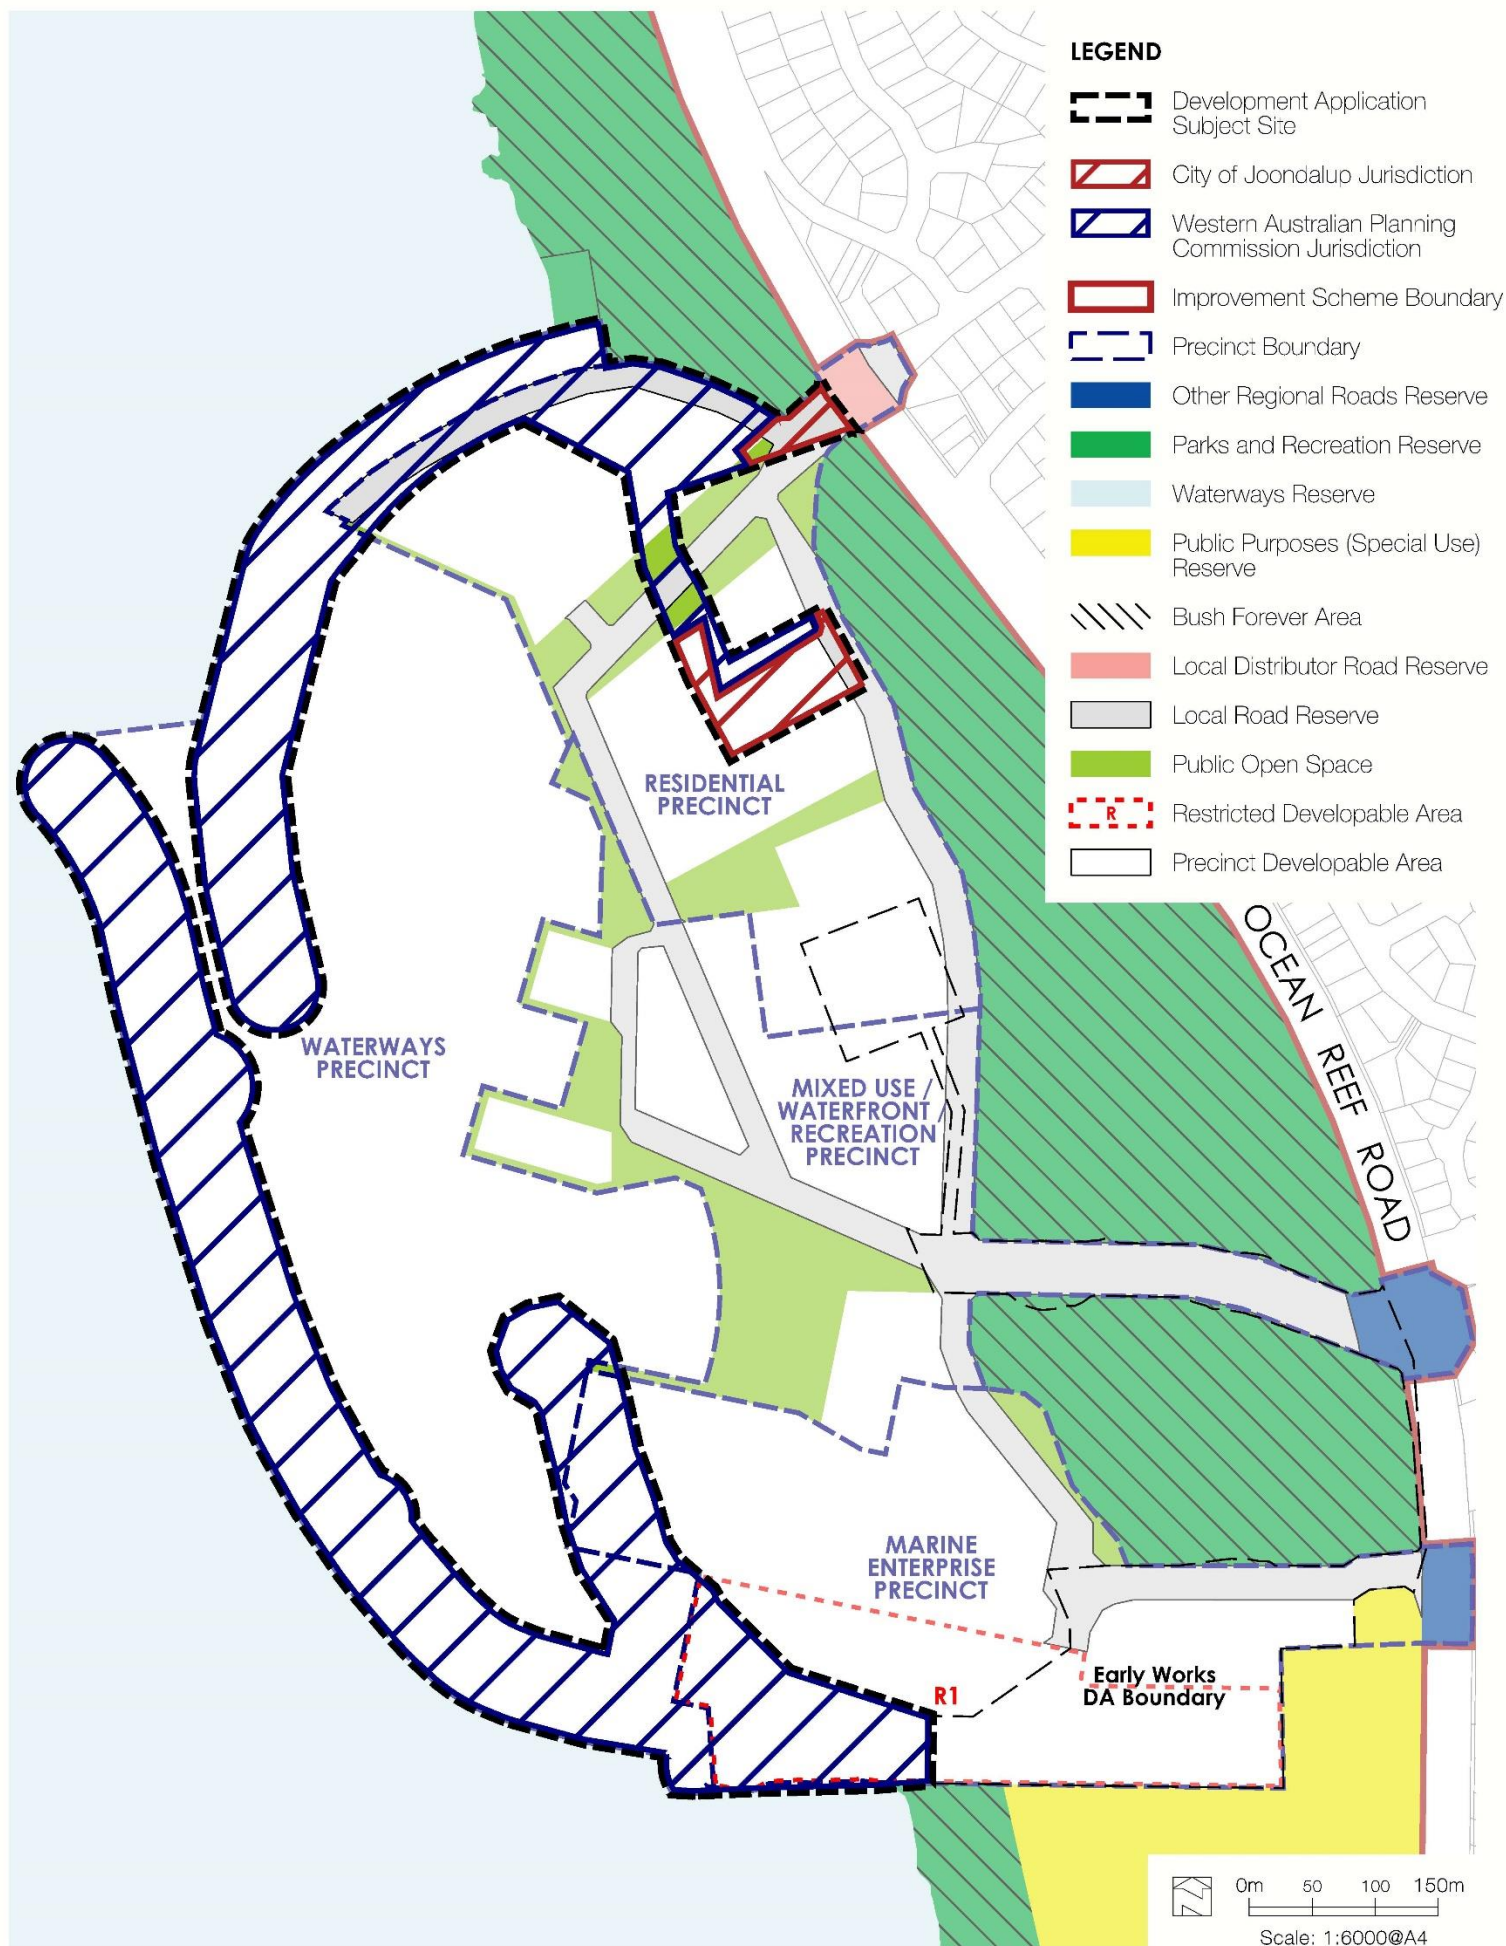 LEGEND
Development Application
Subject Site
City of Joondalup Jurisdiction
Western Australian Planning
Commission Jurisdiction
Improvement Scheme Boundary
Precinct Boundary
Other Regional Roads Reserve
Parks and Recreation Reserve
Waterways Reserve
Public Purposes (Special Use)
Reserve
Bush Forever Area
Local Distributor Road Reserve
Local Road Reserve
Public Open Space
R
Restricted Developable Area
Precinct Developable Area
RESIDENTIAL
PRECINCT
OCEAN REEF ROAD
WATERWAYS
PRECINCT
MIXED USE /
WATERFRONT /
RECREATION
PRECINCT
MARINE
ENTERPRISE
PRECINCT
R1
Early Works
DA Boundary
0m 50 100 150m
Scale: 1:6000@A4